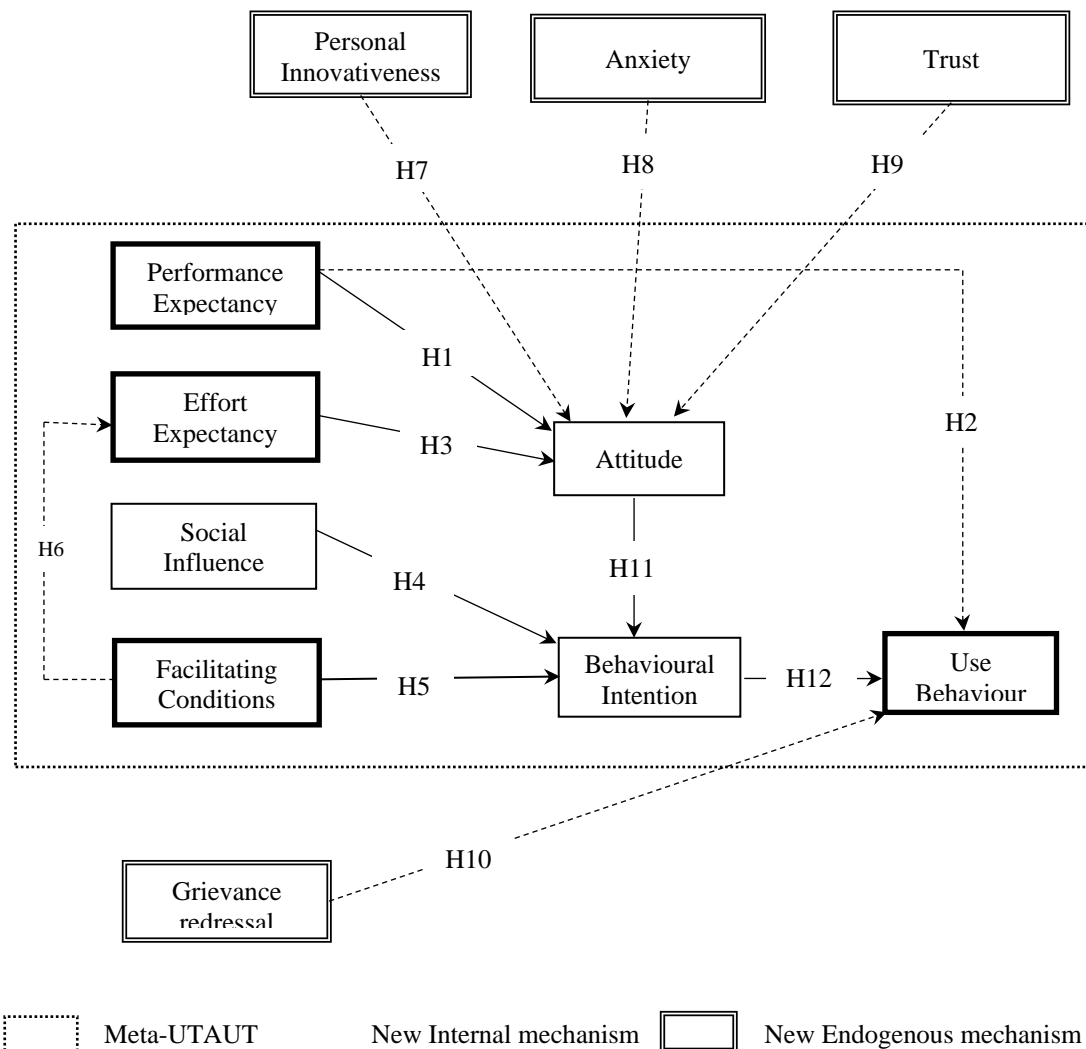 Personal
Innovativeness
Anxiety
Trust
H7
H8
H9
Performance
Expectancy
H1
Effort
Expectancy
H3
Attitude
H2
Social
Influence
H6
H4
H11
Facilitating
Conditions
H5
Behavioural
Intention
H12
Use
Behaviour
H10
Grievance
redressal
Meta-UTAUT
New Internal mechanism
New Endogenous mechanism